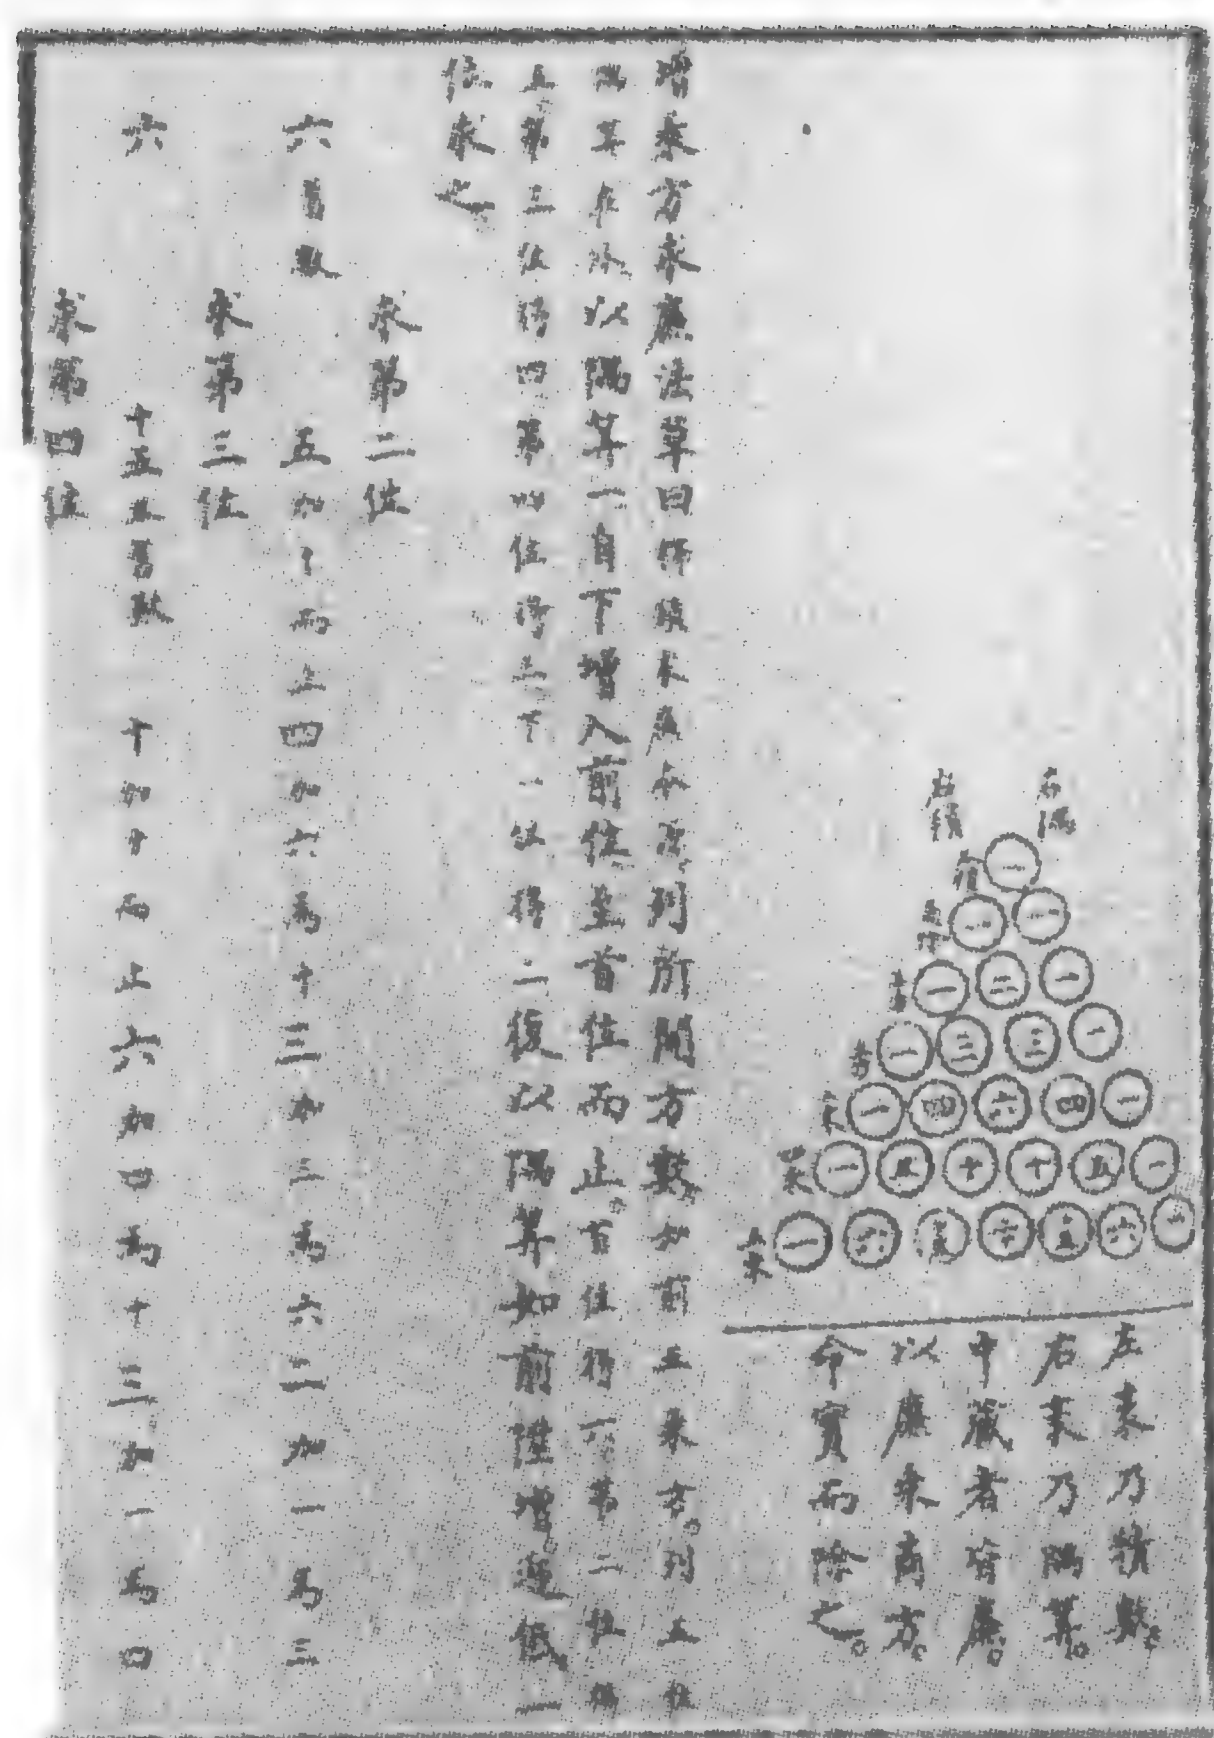 左積 右隅
一
一 一
一 二 一
一 三 三 一
一 四 六 四 一
四乘 一 五 十 十 五 一
五乘 一 六 十五 二十 十五 六 一
左袤乃積數。
右袤乃隅算。
中藏者皆廉。
以廉乘商方。
命實而除之。
增乘方求廉法草曰釋鎖求廉本源列所開方數如前五乘方。列五位
隅算在外以隅算一自下增入前位至首位而止。首位得六第二位得
五第三位得四第四位得三下一位得二復以隅算如前陞增遞低一
位求之
求第二位
六舊數 五加十而止四加六為十三加三為六二加一為三
求第三位
六 十五並舊數 十加十而止六加四為十三加一為四
求第四位